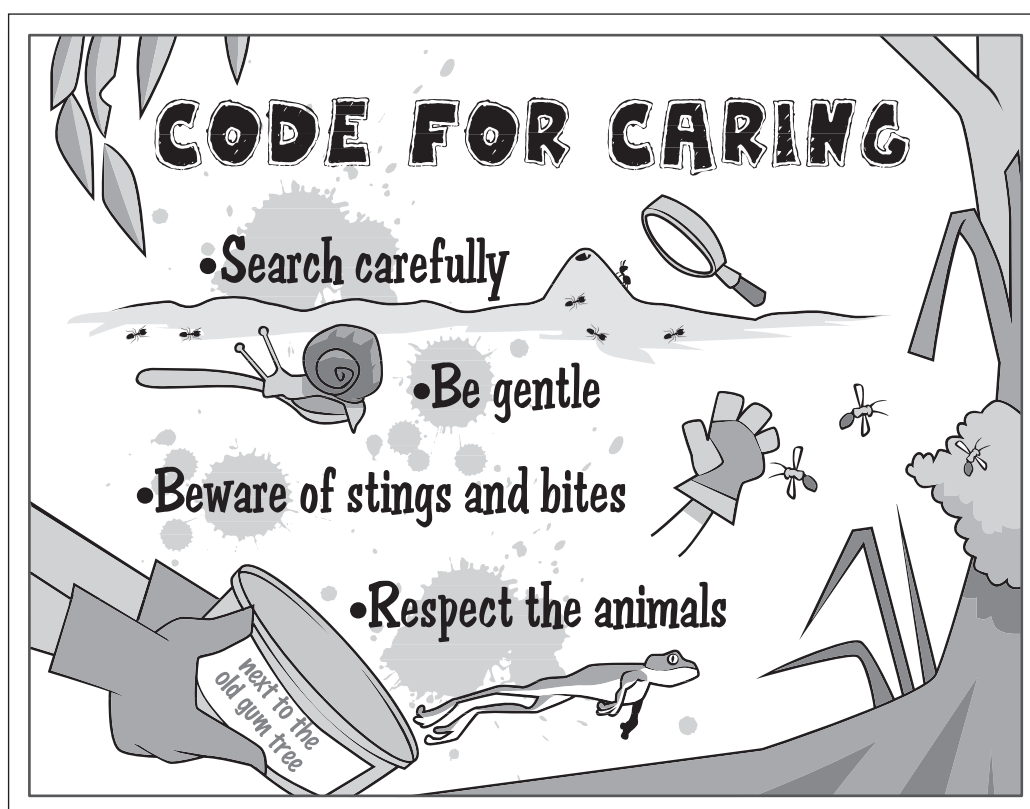 CODE FOR CARING
•Search carefully
•Be gentle
•Beware of stings and bites
•Respect the animals
next to the
old gum tree